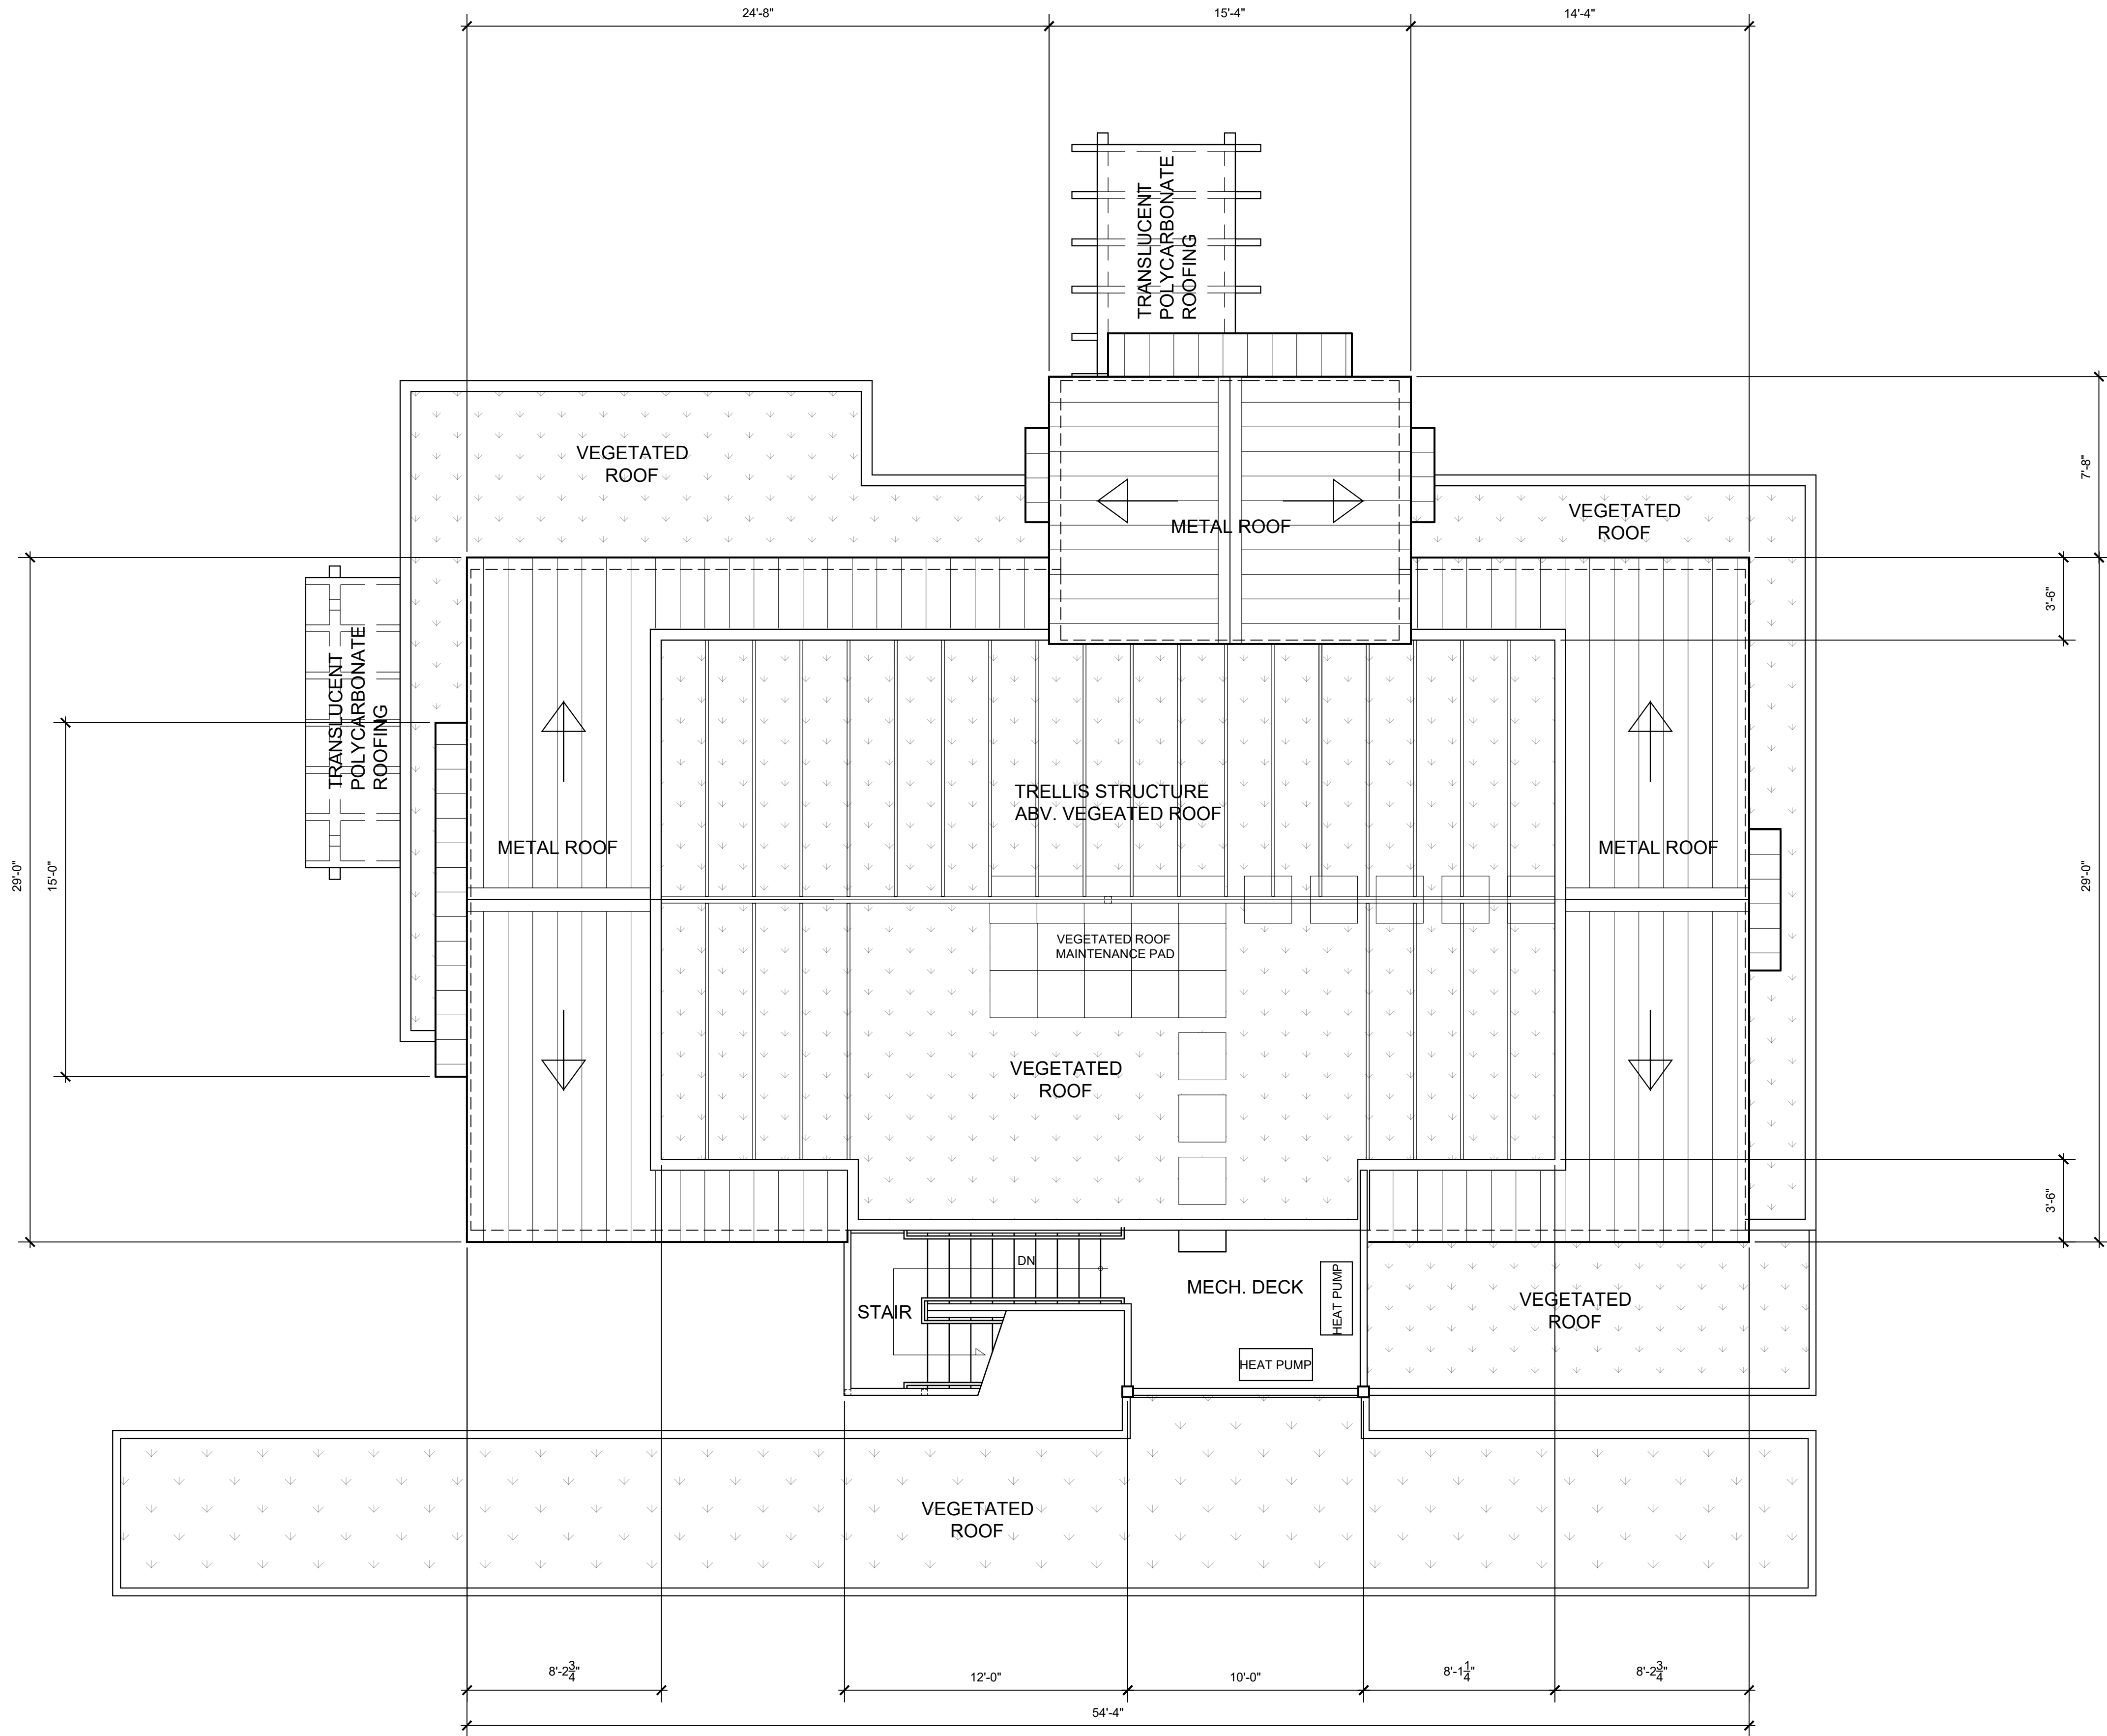 24'-8"
15'-4"
14'-4"
TRANSLUCENT
POLYCARBONATE
ROOFING
VEGETATED
ROOF
7'-8"
METAL ROOF
VEGETATED
ROOF
3'-6"
TRANSLUCENT
POLYCARBONATE
ROOFING
TRELLIS STRUCTURE
ABV. VEGEATED ROOF
METAL ROOF
METAL ROOF
29'-0"
15'-0"
29'-0"
VEGETATED ROOF
MAINTENANCE PAD
VEGETATED
ROOF
3'-6"
DN
MECH. DECK
HEAT PUMP
STAIR
VEGETATED
ROOF
HEAT PUMP
VEGETATED
ROOF
8'-2 3/4"
12'-0"
10'-0"
8'-1 1/4"
8'-2 3/4"
54'-4"